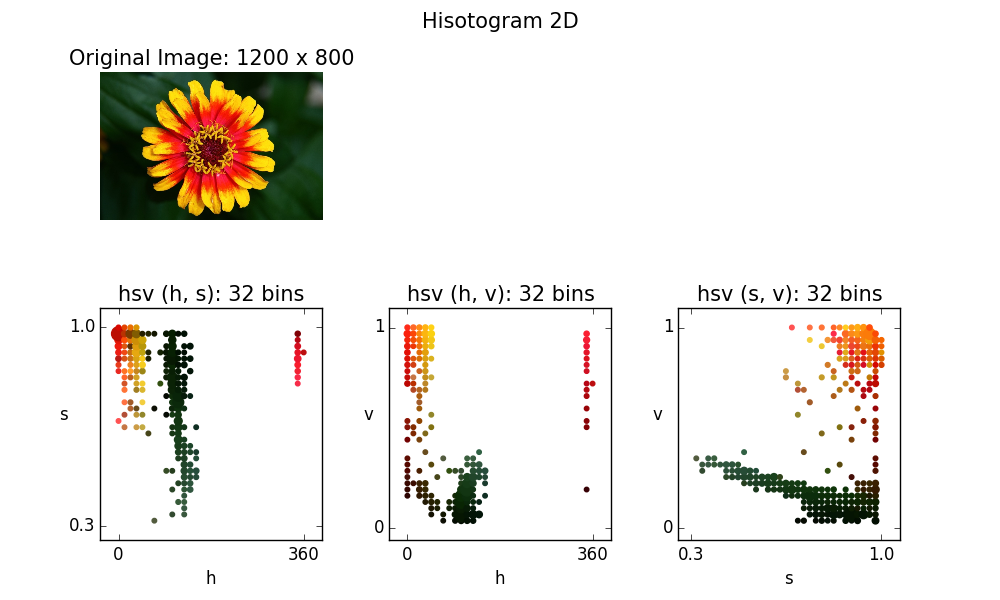 Hisotogram 2D
Original Image: 1200 x 800
hsv (h, s): 32 bins
1.0
s
0.3
0
360
h
hsv (h, v): 32 bins
1
v
0
0
360
h
hsv (s, v): 32 bins
1
v
0
0.3
1.0
s